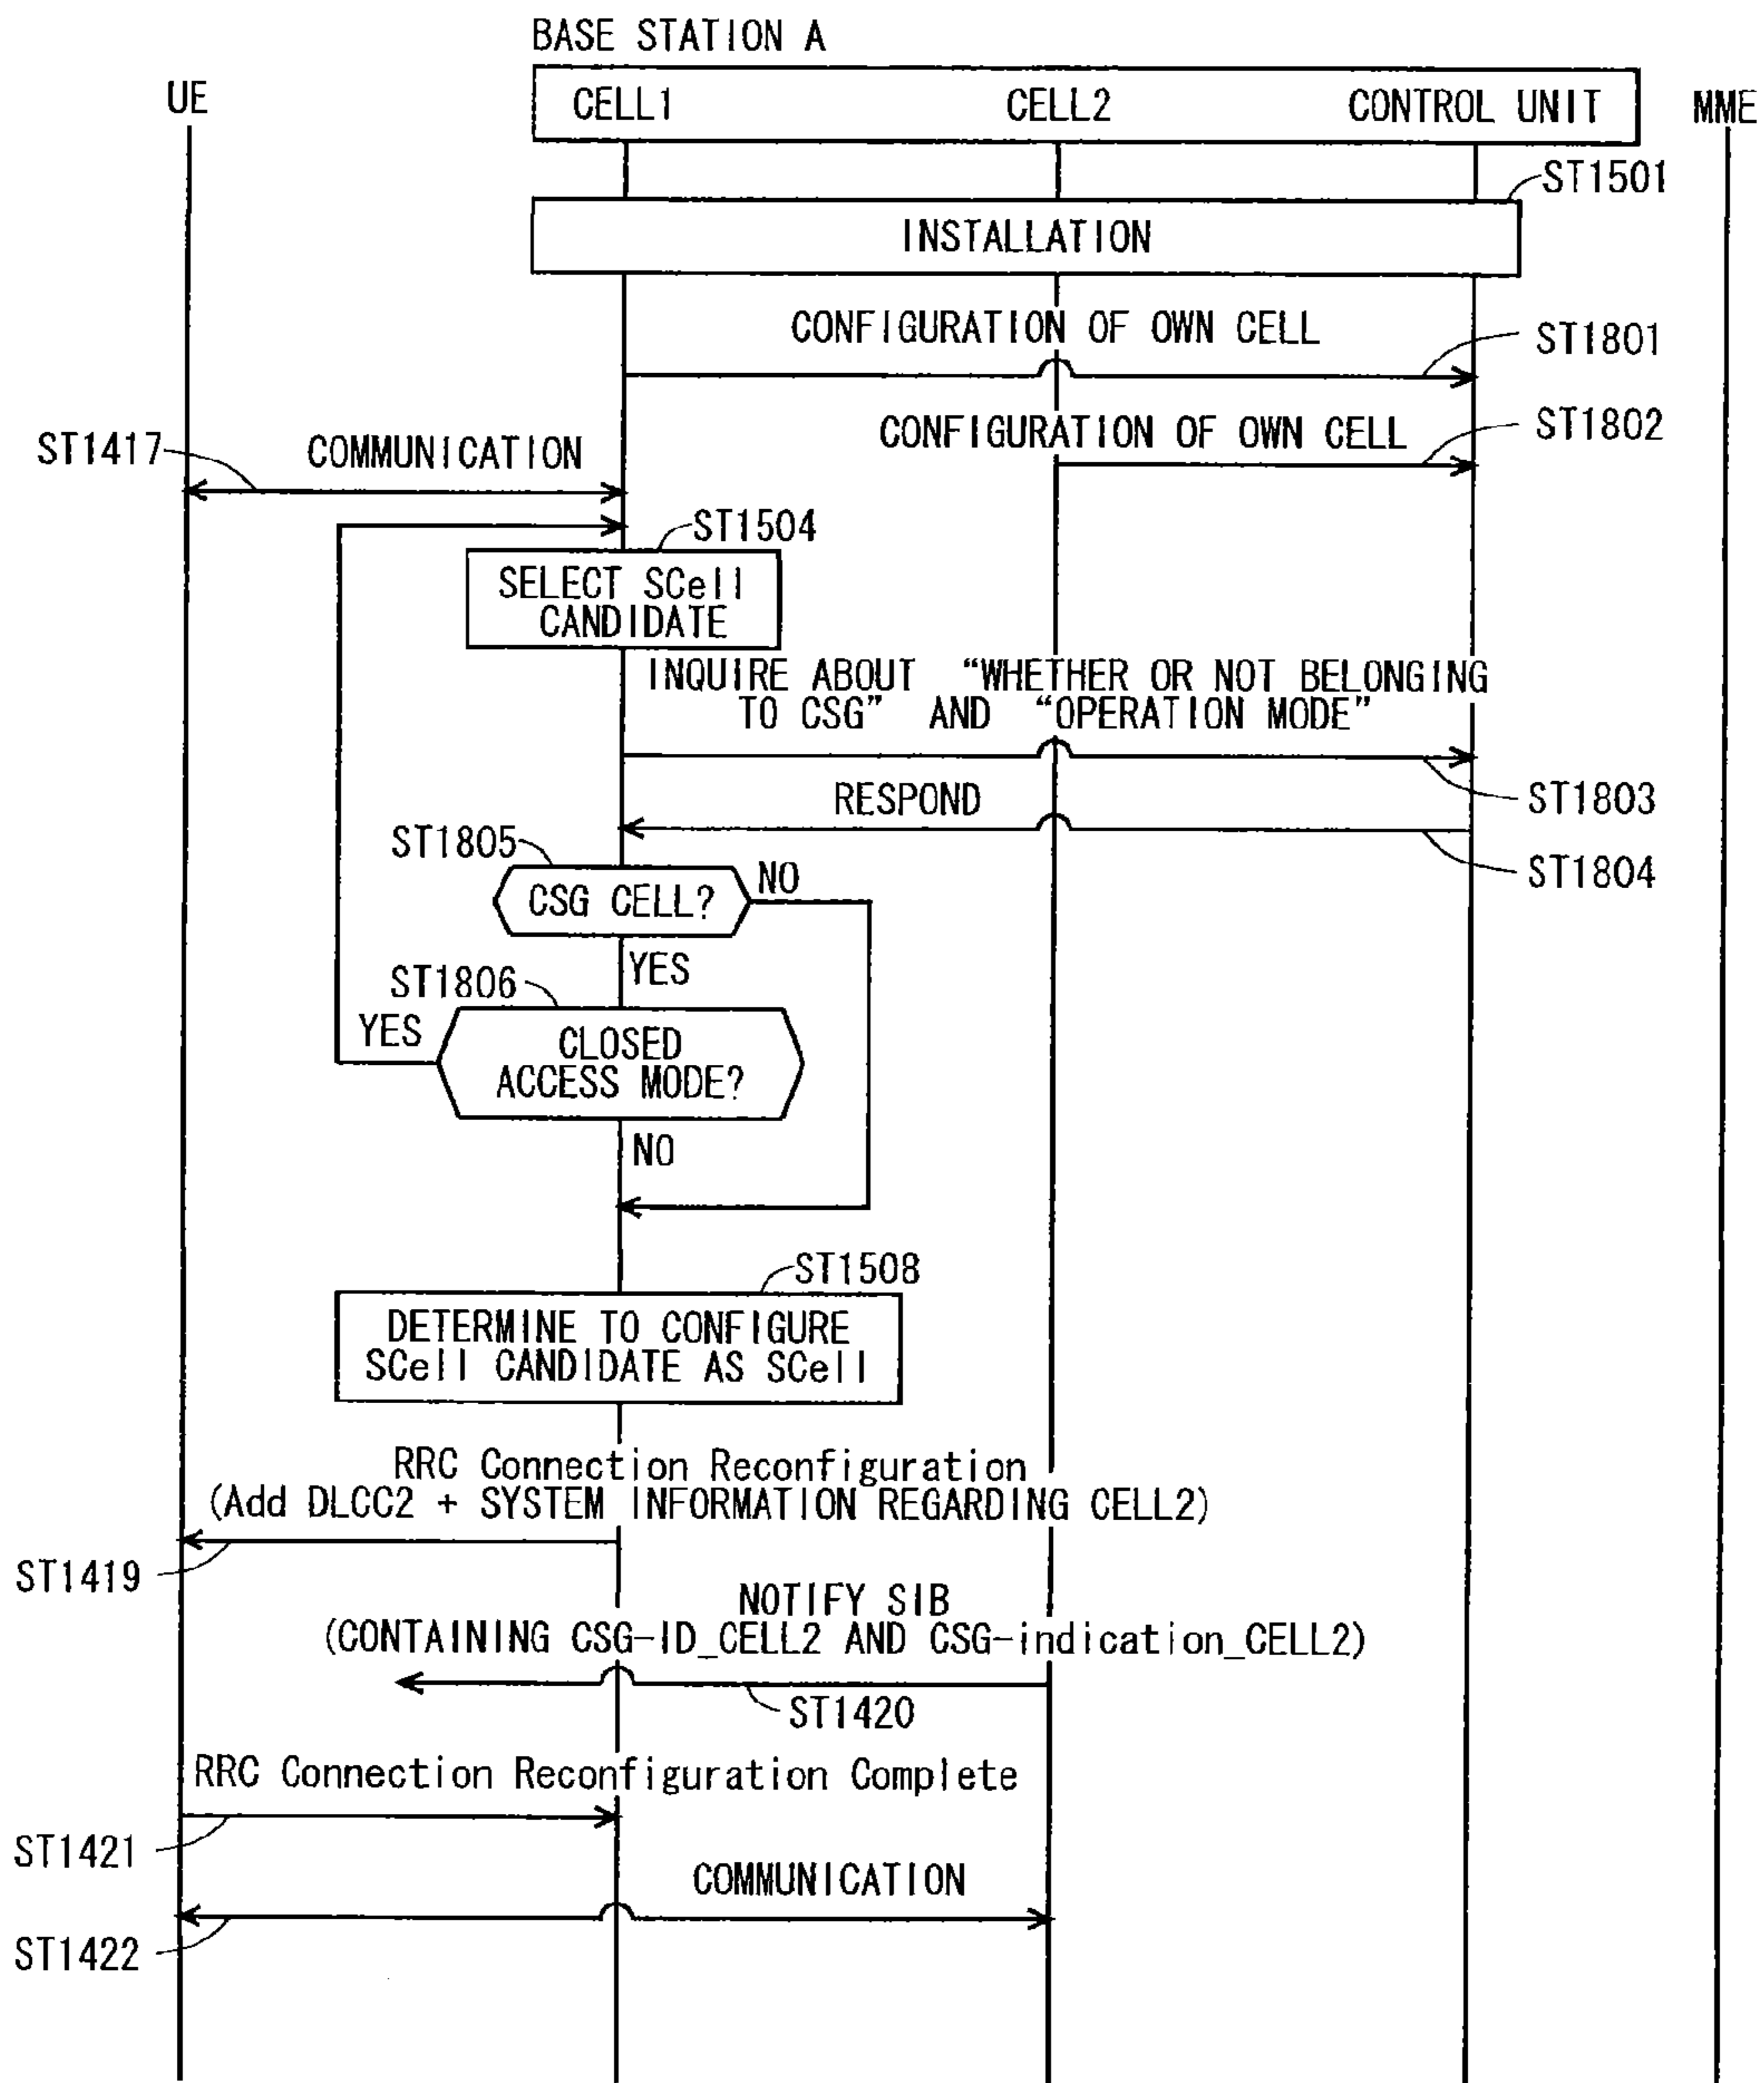 BASE STATION A
UE
CELL1
CELL2
CONTROL UNIT
MME
ST1501
INSTALLATION
CONFIGURATION OF OWN CELL
ST1801
CONFIGURATION OF OWN CELL
ST1802
ST1417
COMMUNICATION
ST1504
SELECT SCell
CANDIDATE
INQUIRE ABOUT “WHETHER OR NOT BELONGING
TO CSG” AND “OPERATION MODE”
ST1803
RESPOND
ST1804
ST1805
CSG CELL?
NO
YES
ST1806
YES
CLOSED
ACCESS MODE?
NO
ST1508
DETERMINE TO CONFIGURE
SCell CANDIDATE AS SCell
RRC Connection Reconfiguration
(Add DLCC2 + SYSTEM INFORMATION REGARDING CELL2)
ST1419
NOTIFY SIB
(CONTAINING CSG-ID_CELL2 AND CSG-indication_CELL2)
ST1420
RRC Connection Reconfiguration Complete
ST1421
COMMUNICATION
ST1422